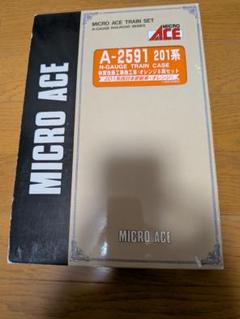 MICRO ACE TRAIN SET
N-GAUGE RAILROAD SERIES
MICRO
ACE
A-2591 201系
N-GAUGE TRAIN CASE
MICRO ACE
MICRO ACE